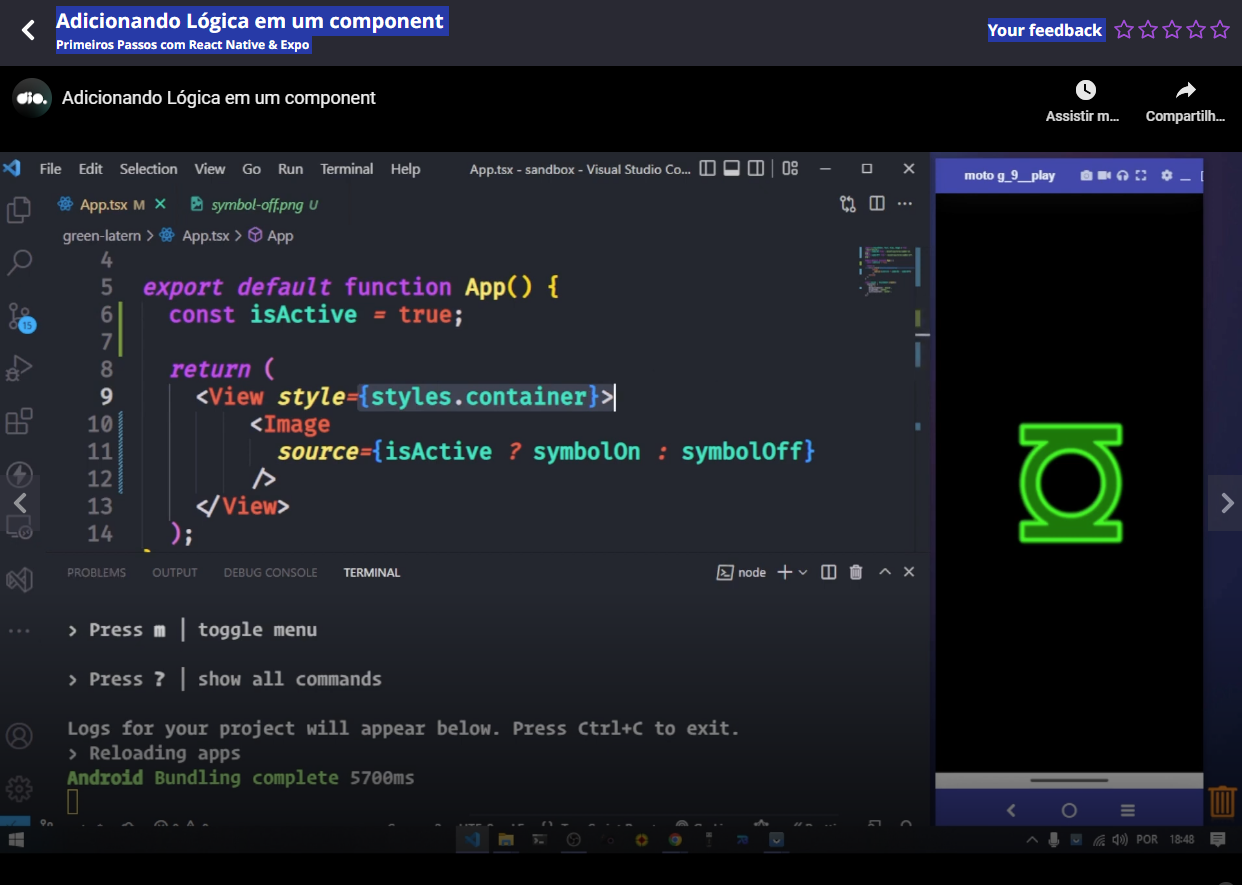 Adicionando Lógica em um component
Primeiros Passos com React Native & Expo
Your feedback
dio.
Adicionando Lógica em um component
Assistir m...
Compartilh...
File Edit Selection View Go Run Terminal Help
App.tsx - sandbox - Visual Studio Co...
moto g_9__play
App.tsx M
symbol-off.png U
green-latern > App.tsx > App
4
5 export default function App() {
6 const isActive = true;
7
8 return (
9 <View style={styles.container}>
10 <Image
11 source={isActive ? symbolOn : symbolOff}
12 />
13 </View>
14 );
15
PROBLEMS OUTPUT DEBUG CONSOLE TERMINAL
node
› Press m │ toggle menu
› Press ? │ show all commands
Logs for your project will appear below. Press Ctrl+C to exit.
› Reloading apps
Android Bundling complete 5700ms
POR 18:48